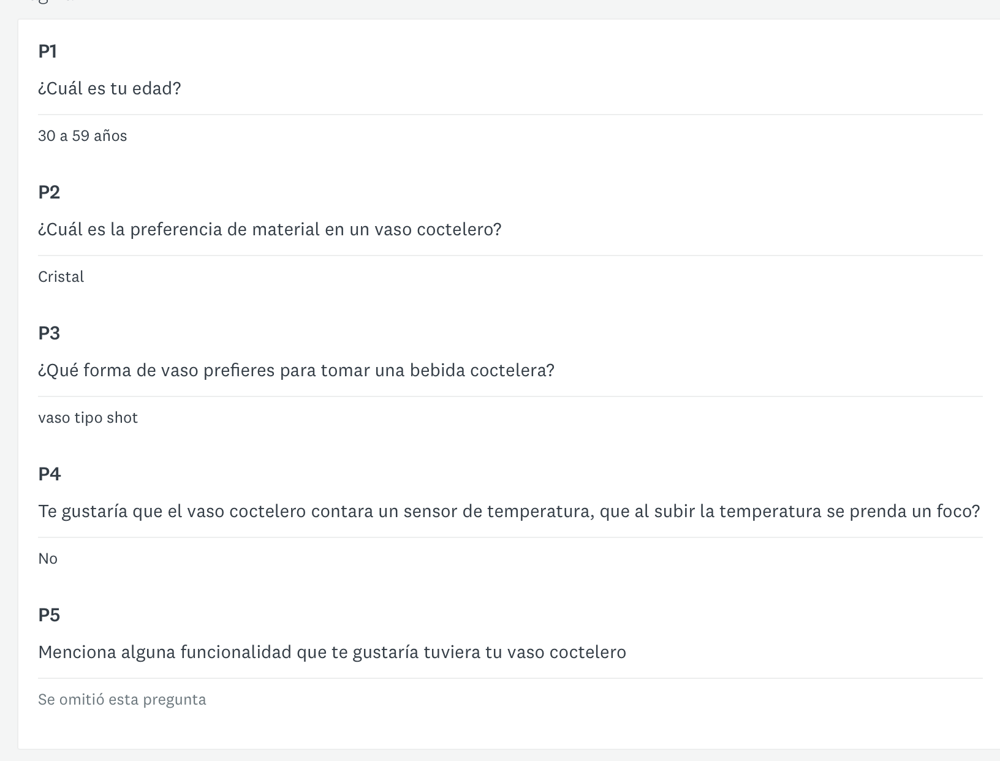 P1
¿Cuál es tu edad?
30 a 59 años
P2
¿Cuál es la preferencia de material en un vaso coctelero?
Cristal
P3
¿Qué forma de vaso prefieres para tomar una bebida coctelera?
vaso tipo shot
P4
Te gustaría que el vaso coctelero contara un sensor de temperatura, que al subir la temperatura se prenda un foco?
No
P5
Menciona alguna funcionalidad que te gustaría tuviera tu vaso coctelero
Se omitió esta pregunta